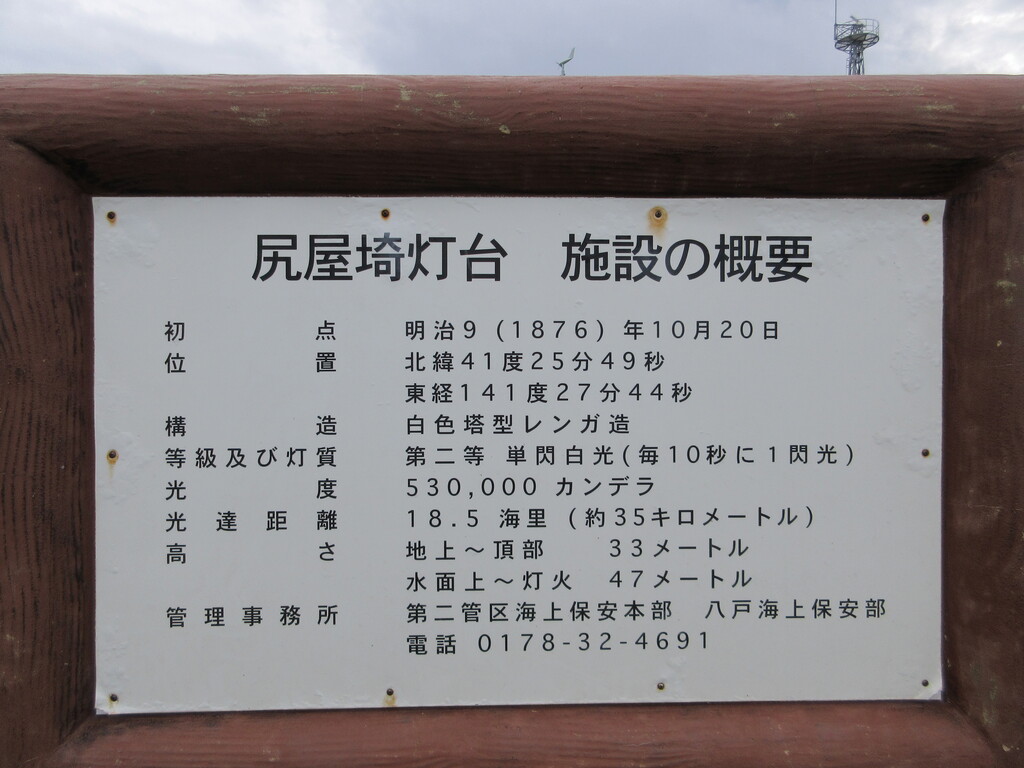 尻屋埼灯台　施設の概要
初点　明治9 (1876) 年10月20日
位置　北緯41度25分49秒
東経141度27分44秒
構造　白色塔型レンガ造
等級及び灯質　第二等 単閃白光(毎10秒に1閃光)
光度　530,000 カンデラ
光達距離　18.5 海里 (約35キロメートル)
高さ　地上～頂部　33メートル
水面上～灯火　47メートル
管理事務所　第二管区海上保安本部　八戸海上保安部
電話 0178-32-4691